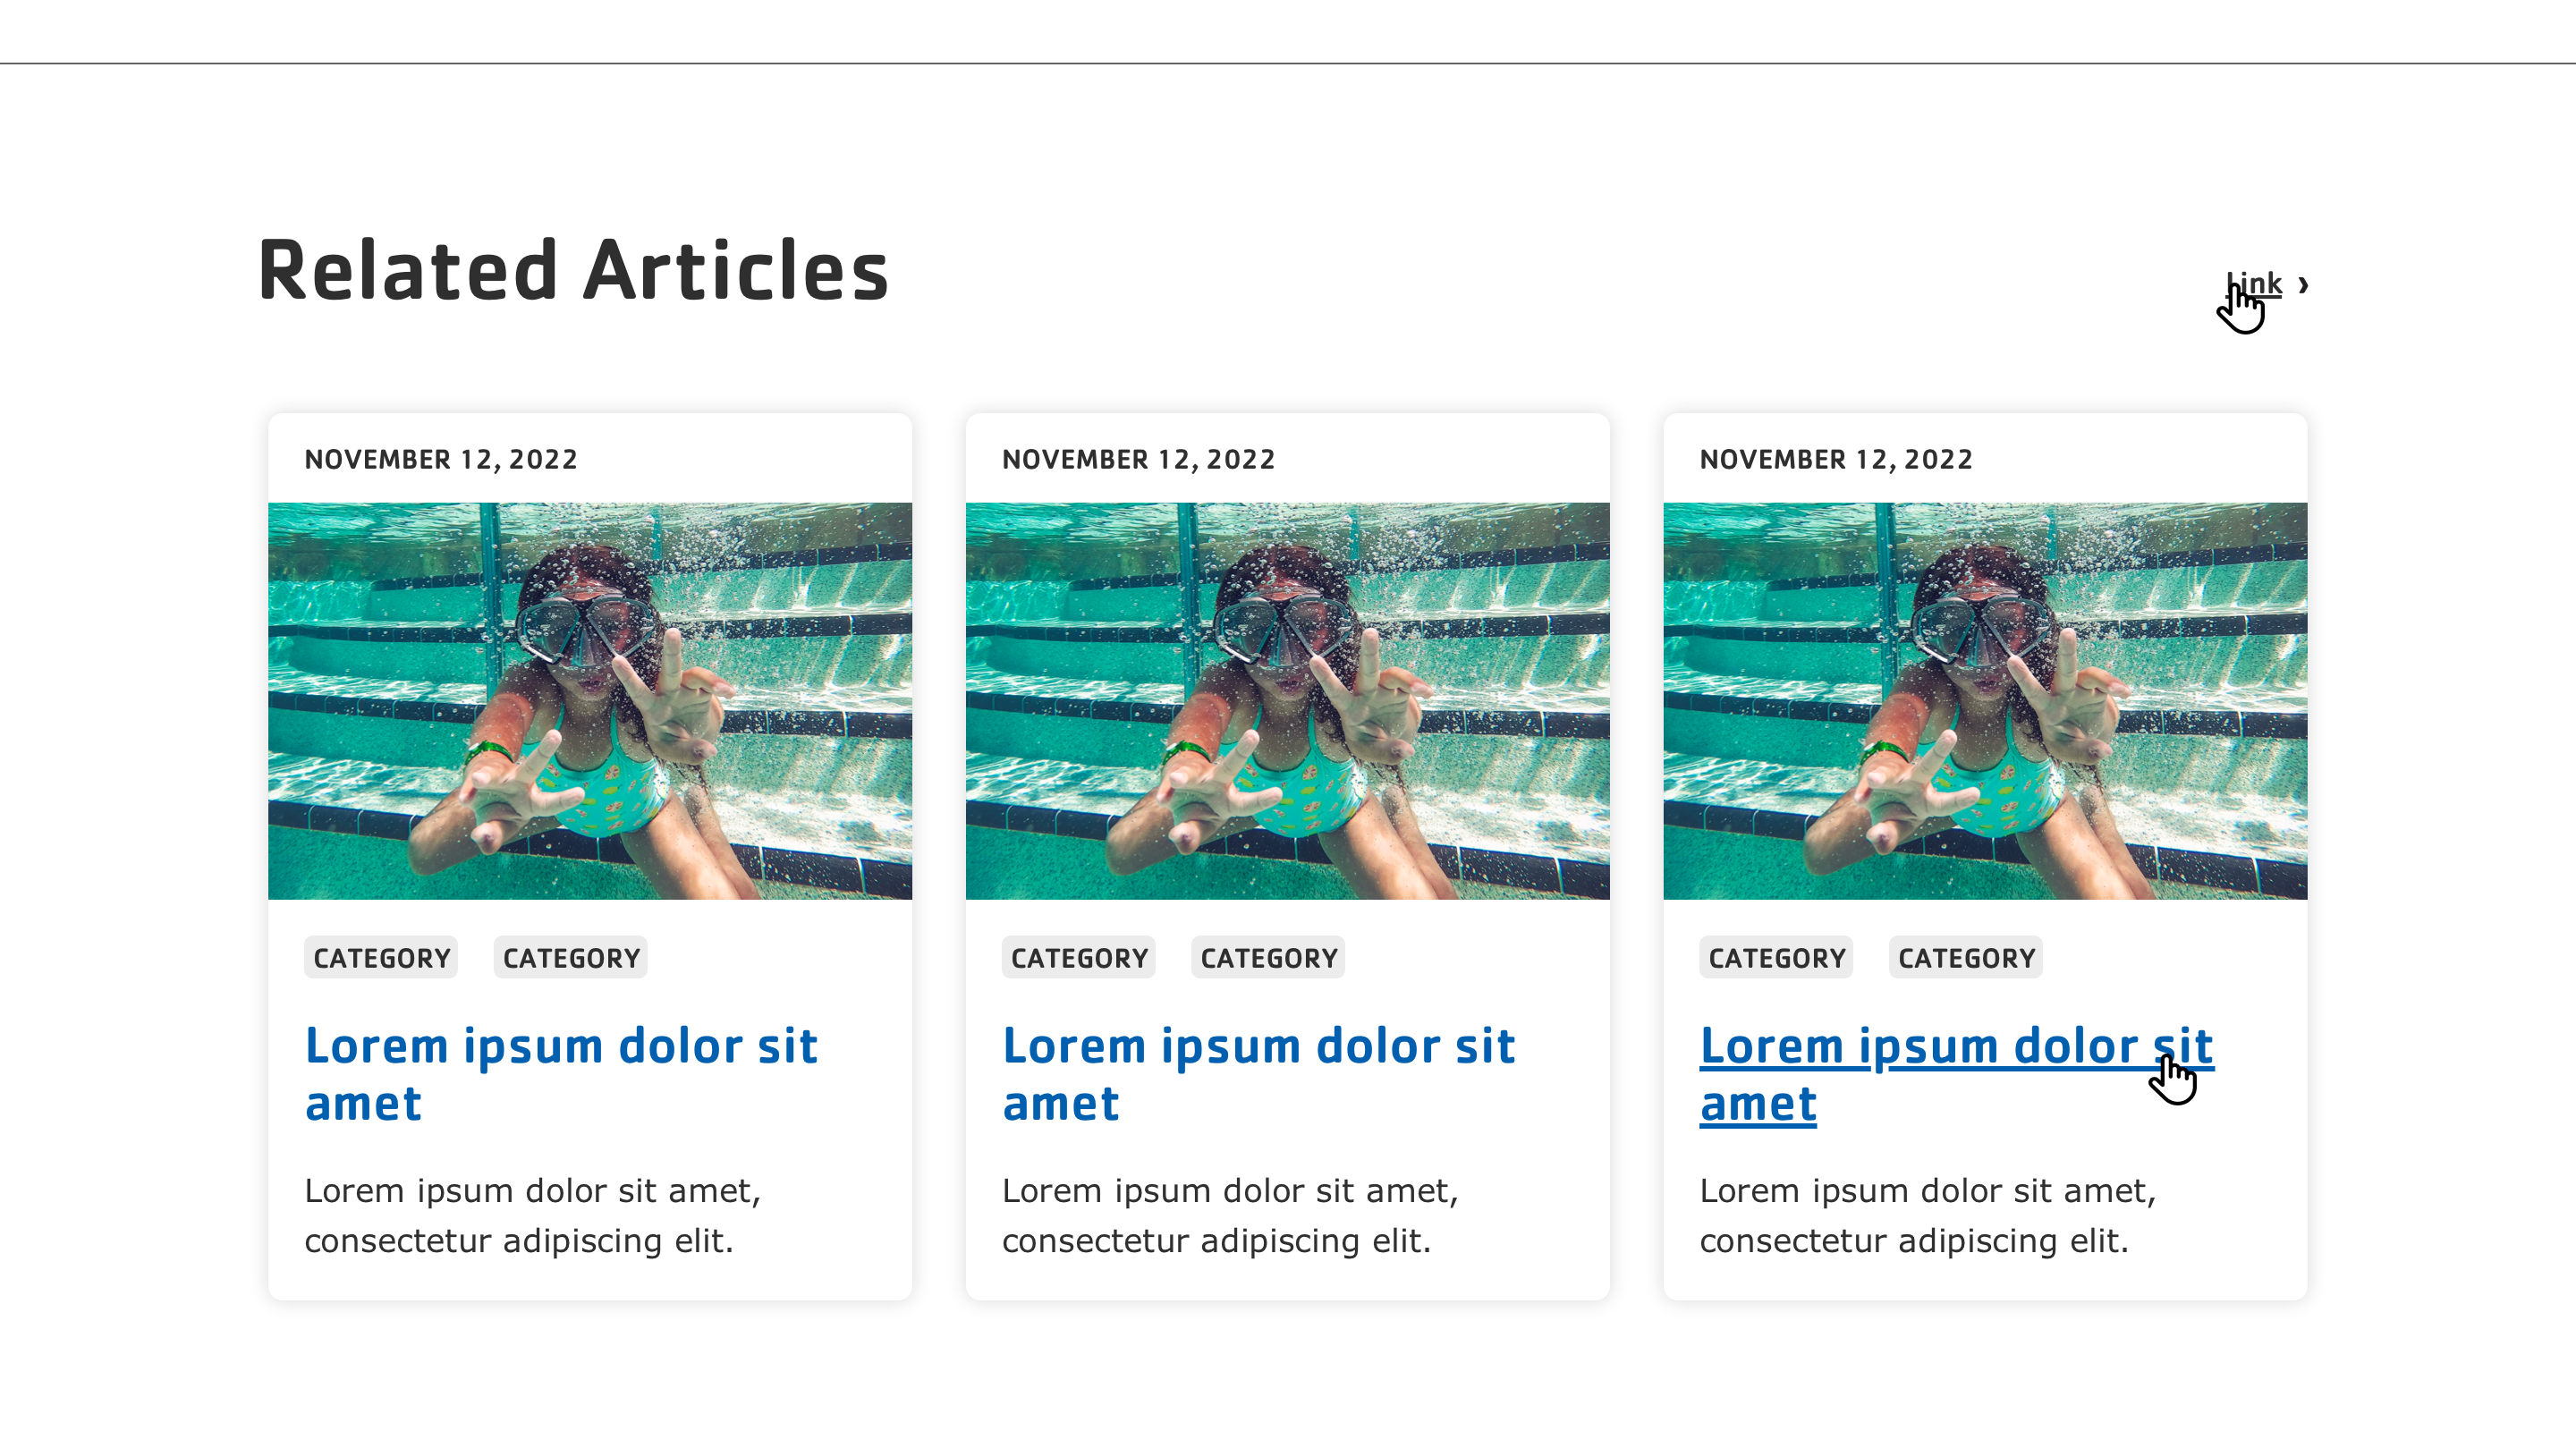 Related Articles
Link ›
NOVEMBER 12, 2022
CATEGORY CATEGORY
Lorem ipsum dolor sit
amet
Lorem ipsum dolor sit amet,
consectetur adipiscing elit.
NOVEMBER 12, 2022
CATEGORY CATEGORY
Lorem ipsum dolor sit
amet
Lorem ipsum dolor sit amet,
consectetur adipiscing elit.
NOVEMBER 12, 2022
CATEGORY CATEGORY
Lorem ipsum dolor sit
amet
Lorem ipsum dolor sit amet,
consectetur adipiscing elit.